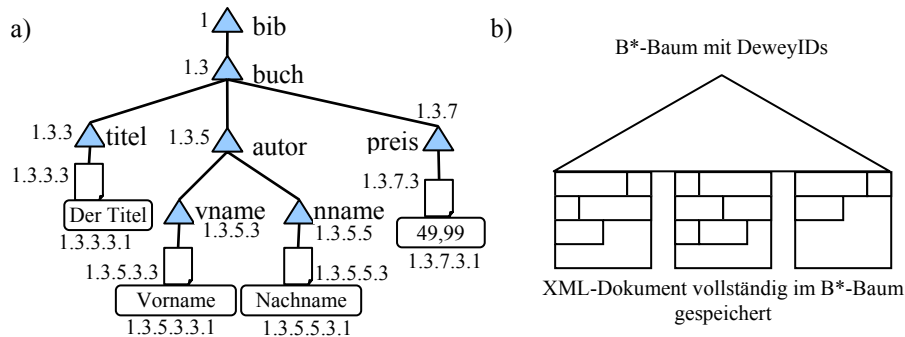 a)
1
bib
1.3
buch
1.3.3
titel
1.3.5
autor
1.3.7
preis
1.3.3.3
Der Titel
1.3.3.3.1
vname
1.3.5.3
nname
1.3.5.5
1.3.7.3
49,99
1.3.7.3.1
1.3.5.3.3
Vorname
1.3.5.3.3.1
1.3.5.5.3
Nachname
1.3.5.5.3.1
b)
B*-Baum mit DeweyIDs
XML-Dokument vollständig im B*-Baum
gespeichert